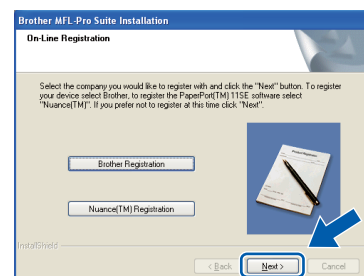 Brother MFL-Pro Suite Installation
On-Line Registration
Select the company you would like to register with and click the "Next" button. To register
your device select Brother, to register the PaperPort(TM) 11SE software select
"Nuance(TM)". If you prefer not to register at this time click "Next".
Brother Registration
Nuance(TM) Registration
InstallShield
< Back
Next >
Cancel